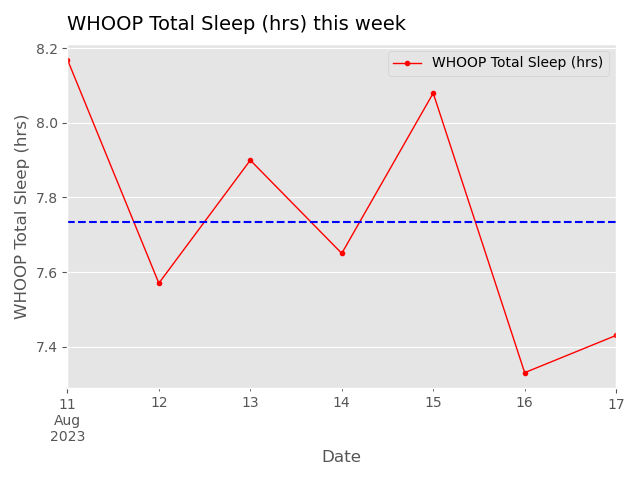 WHOOP Total Sleep (hrs) this week
8.2
WHOOP Total Sleep (hrs)
8.0
7.8
7.6
7.4
WHOOP Total Sleep (hrs)
11 12 13 14 15 16 17
Aug
2023
Date